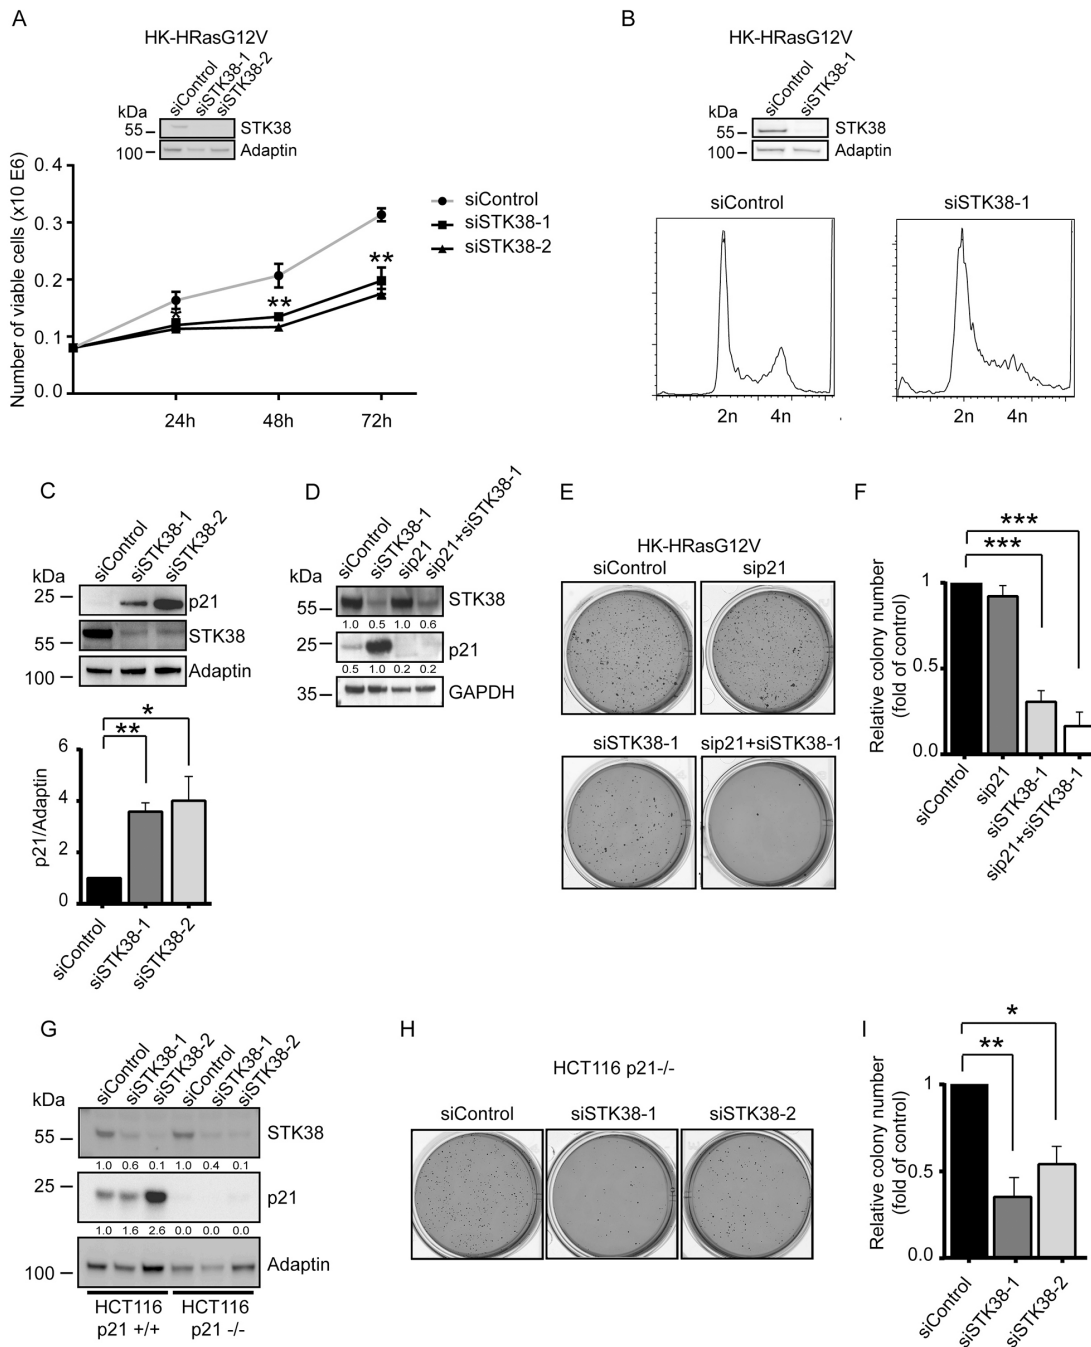 A
HK-HRasG12V
siControl
siSTK38-1
siSTK38-2
kDa
55
STK38
100
Adaptin
Number of viable cells (x10 E6)
0.4
0.3
0.2
0.1
0.0
*
**
**
24h
48h
72h
siControl
siSTK38-1
siSTK38-2
B
HK-HRasG12V
siControl
siSTK38-1
kDa
55
STK38
100
Adaptin
siControl
siSTK38-1
2n
4n
2n
4n
C
siControl
siSTK38-1
siSTK38-2
kDa
25
p21
55
STK38
100
Adaptin
*
**
p21/Adaptin
6
4
2
0
siControl
siSTK38-1
siSTK38-2
D
siControl
siSTK38-1
sip21
sip21+siSTK38-1
kDa
55
STK38
1.0 0.5 1.0 0.6
25
p21
0.5 1.0 0.2 0.2
35
GAPDH
E
HK-HRasG12V
siControl
sip21
siSTK38-1
sip21+siSTK38-1
F
***
***
Relative colony number
(fold of control)
1
0.5
0.0
siControl
sip21
siSTK38-1
sip21+siSTK38-1
G
siControl
siSTK38-1
siSTK38-2
siControl
siSTK38-1
siSTK38-2
kDa
55
STK38
1.0 0.6 0.1 1.0 0.4 0.1
25
p21
1.0 1.6 2.6 0.0 0.0 0.0
100
Adaptin
HCT116
p21 +/+
HCT116
p21 -/-
H
HCT116 p21-/-
siControl
siSTK38-1
siSTK38-2
I
*
**
Relative colony number
(fold of control)
1
0.5
0.0
siControl
siSTK38-1
siSTK38-2